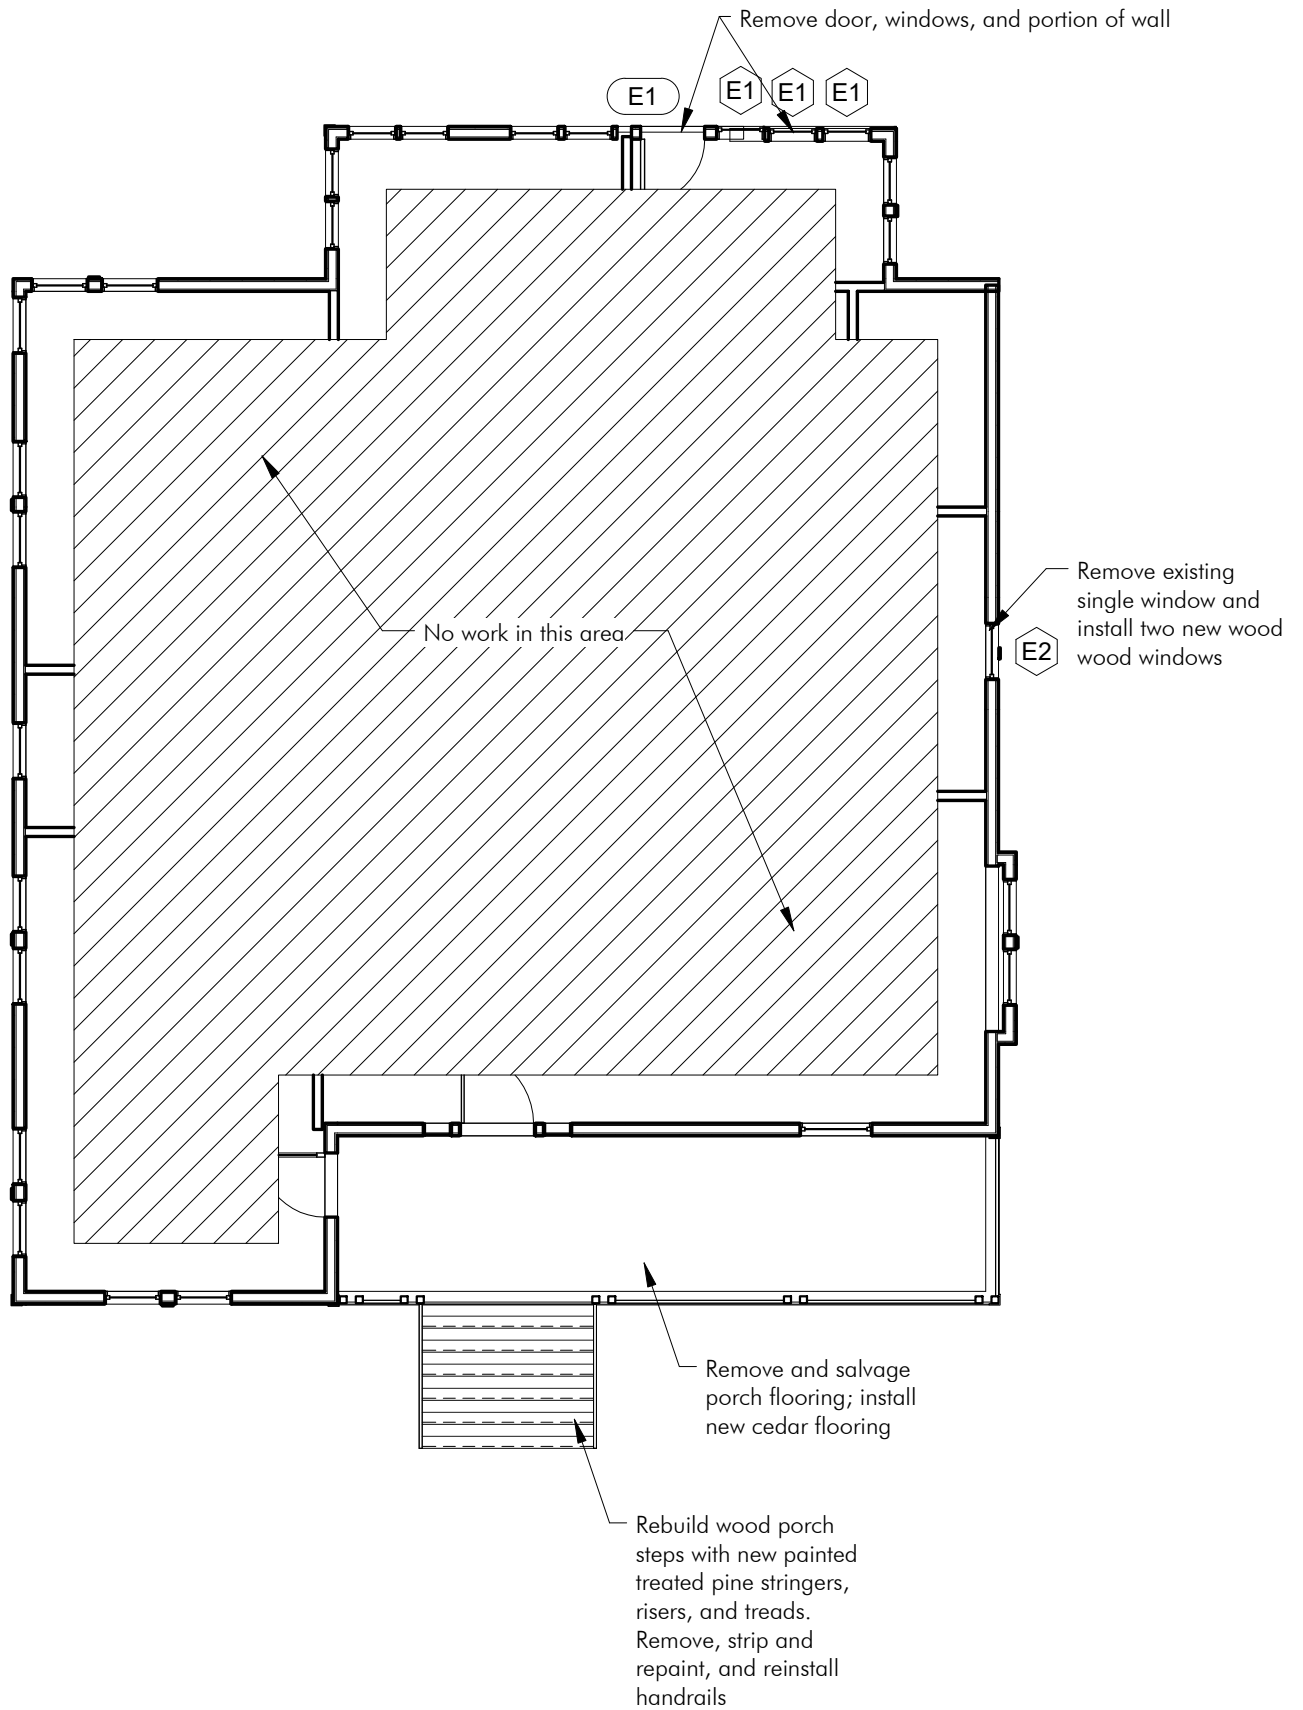 Remove door, windows, and portion of wall
E1
E1
E1
E1
Remove existing
single window and
install two new wood
wood windows
E2
No work in this area
Remove and salvage
porch flooring; install
new cedar flooring
Rebuild wood porch
steps with new painted
treated pine stringers,
risers, and treads.
Remove, strip and
repaint, and reinstall
handrails